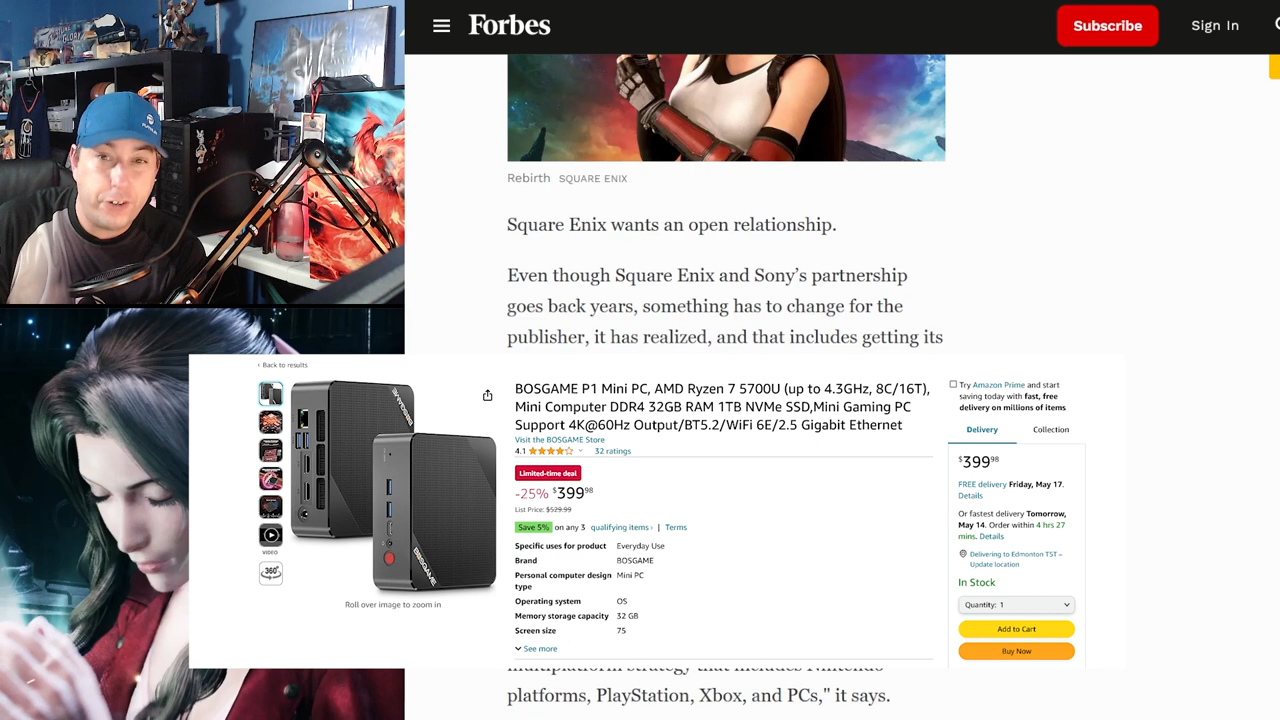 Forbes
Subscribe
Sign In
Rebirth SQUARE ENIX
Square Enix wants an open relationship.
Even though Square Enix and Sony’s partnership
goes back years, something has to change for the
publisher, it has realized, and that includes getting its
‹ Back to results
BOSGAME
BOSGAME
VIDEO
360°
Roll over image to zoom in
BOSGAME P1 Mini PC, AMD Ryzen 7 5700U (up to 4.3GHz, 8C/16T),
Mini Computer DDR4 32GB RAM 1TB NVMe SSD,Mini Gaming PC
Support 4K@60Hz Output/BT5.2/WiFi 6E/2.5 Gigabit Ethernet
Visit the BOSGAME Store
4.1 32 ratings
Limited-time deal
-25% $39998
List Price: $529.99
Save 5% on any 3 qualifying items › | Terms
Specific uses for product Everyday Use
Brand BOSGAME
Personal computer design Mini PC
type
Operating system OS
Memory storage capacity 32 GB
Screen size 75
See more
Try Amazon Prime and start
saving today with fast, free
delivery on millions of items
Delivery Collection
$39998
FREE delivery Friday, May 17.
Details
Or fastest delivery Tomorrow,
May 14. Order within 4 hrs 27
mins. Details
Delivering to Edmonton T5T –
Update location
In Stock
Quantity: 1
Add to Cart
Buy Now
multiplatform strategy that includes Nintendo
platforms, PlayStation, Xbox, and PCs," it says.